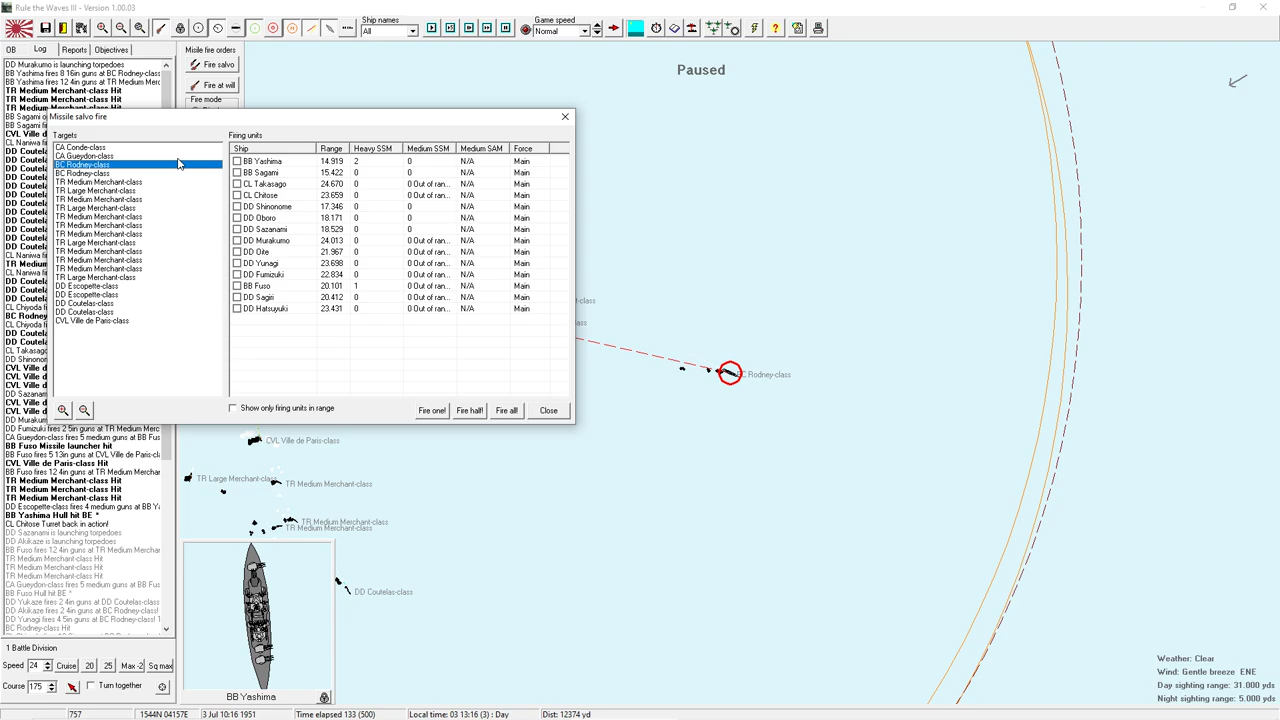 Rule the Waves III - Version 1.00.03
Ship names
All
Game speed
Normal
OB
Log
Reports
Objectives
Misile fire orders
Fire salvo
Fire at will
Fire mode
DD Murakumo is launching torpedoes
BB Yashima fires 8 16in guns at BC Rodney-class
BB Yashima fires 12 4in guns at TR Medium Merc
TR Medium Merchant-class Hit
TR Medium Merch
Missile salvo fire
Targets
CA Conde-class
CA Gueydon-class
BC Rodney-class
BC Rodney-class
TR Medium Merchant-class
TR Large Merchant-class
TR Medium Merchant-class
TR Large Merchant-class
TR Medium Merchant-class
TR Medium Merchant-class
TR Medium Merchant-class
TR Large Merchant-class
TR Medium Merchant-class
TR Medium Merchant-class
TR Medium Merchant-class
TR Large Merchant-class
DD Escopette-class
DD Escopette-class
DD Coutelas-class
DD Coutelas-class
CVL Ville de Paris-class
Firing units
Ship Range Heavy SSM Medium SSM Medium SAM Force
BB Yashima 14.919 2 0 N/A Main
BB Sagami 15.422 0 0 N/A Main
CL Takasago 24.670 0 0 Out of ran... N/A Main
CL Chitose 23.659 0 0 Out of ran... N/A Main
DD Shinonome 17.346 0 0 N/A Main
DD Oboro 18.171 0 0 N/A Main
DD Sazanami 18.529 0 0 N/A Main
DD Murakumo 24.013 0 0 Out of ran... N/A Main
DD Oite 21.967 0 0 Out of ran... N/A Main
DD Yunagi 23.698 0 0 Out of ran... N/A Main
DD Fumizuki 22.834 0 0 Out of ran... N/A Main
BB Fuso 20.101 1 0 Out of ran... N/A Main
DD Sagiri 20.412 0 0 Out of ran... N/A Main
DD Hatsuyuki 23.431 0 0 Out of ran... N/A Main
Show only firing units in range
Fire one!
Fire half!
Fire all!
Close
DD Fumizuki fires 2 5in guns at TR Medium Merc
CA Gueydon-class fires 5 medium guns at BB Fus
BB Fuso Missile launcher hit
BB Fuso fires 5 13in guns at CVL Ville de Paris-cla
CVL Ville de Paris-class Hit
BB Fuso fires 12 4in guns at TR Medium Merchar
TR Medium Merchant-class Hit
TR Medium Merchant-class Hit
TR Medium Merchant-class Hit
DD Escopette-class fires 4 medium guns at BB Ya
BB Yashima Hull hit BE *
CL Chitose Turret back in action!
DD Sazanami is launching torpedoes
DD Akikaze is launching torpedoes
BB Fuso fires 12 4in guns at TR Medium Merchar
TR Medium Merchant-class Hit
TR Medium Merchant-class Hit
TR Medium Merchant-class Hit
CA Gueydon-class fires 5 medium guns at BB Fus
BB Fuso Hull hit BE *
DD Yukaze fires 2 4in guns at DD Coutelas-class
DD Akikaze fires 2 4in guns at BC Rodney-class!
DD Yunagi fires 4 5in guns at BC Rodney-class! 1
BC Rodney-class Hit
1 Battle Division
Speed 24 Cruise 20 25 Max -2 Sq max
Course 175 Turn together
Paused
BC Rodney-class
CVL Ville de Paris-class
TR Large Merchant-class
TR Medium Merchant-class
TR Medium Merchant-class
TR Medium Merchant-class
DD Coutelas-class
BB Yashima
Weather: Clear
Wind: Gentle breeze ENE
Day sighting range: 31.000 yds
Night sighting range: 5.000 yds
757
1544N 04157E
3 Jul 10:16 1951
Time elapsed 133 (500)
Local time: 03 13:16 (3) : Day
Dist: 12374 yd